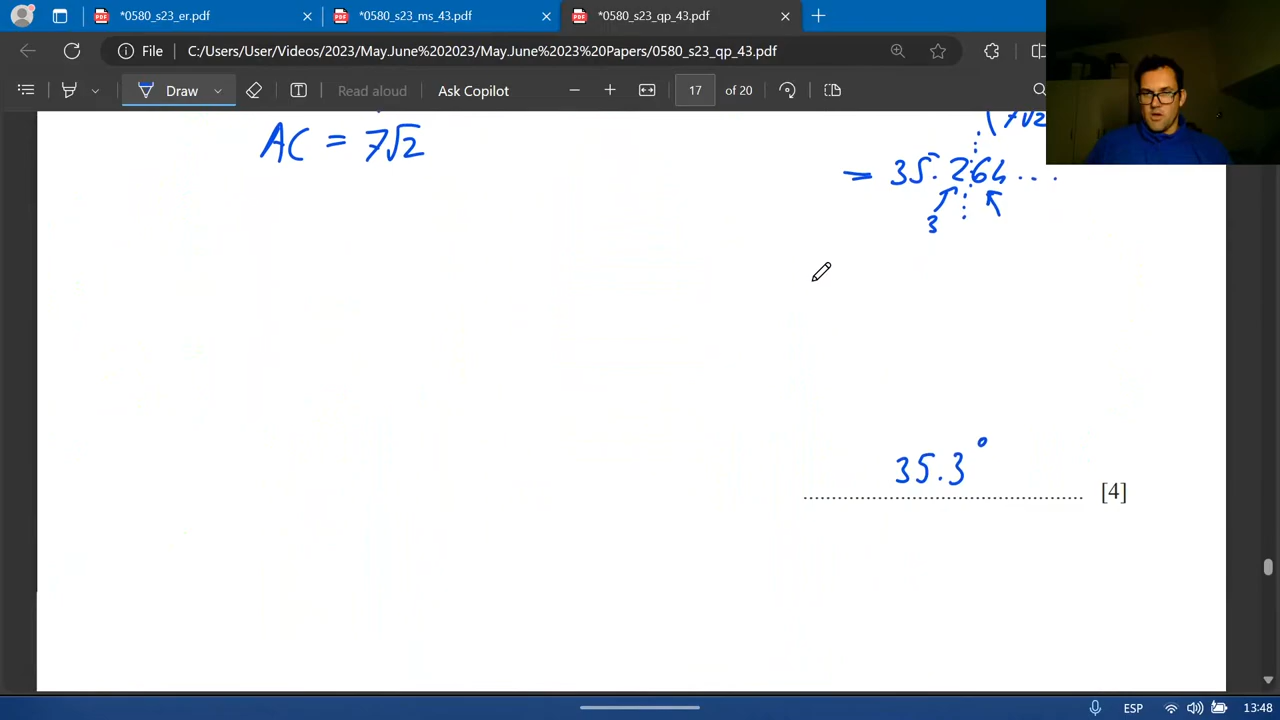 *0580_s23_er.pdf
*0580_s23_ms_43.pdf
*0580_s23_qp_43.pdf
File
C:/Users/User/Videos/2023/May.June%202023/May.June%2023%20Papers/0580_s23_qp_43.pdf
Draw
Read aloud
Ask Copilot
17
of 20
AC = 7√2
(7√2
= 35.264...
3
35.3°
[4]
ESP
13:48